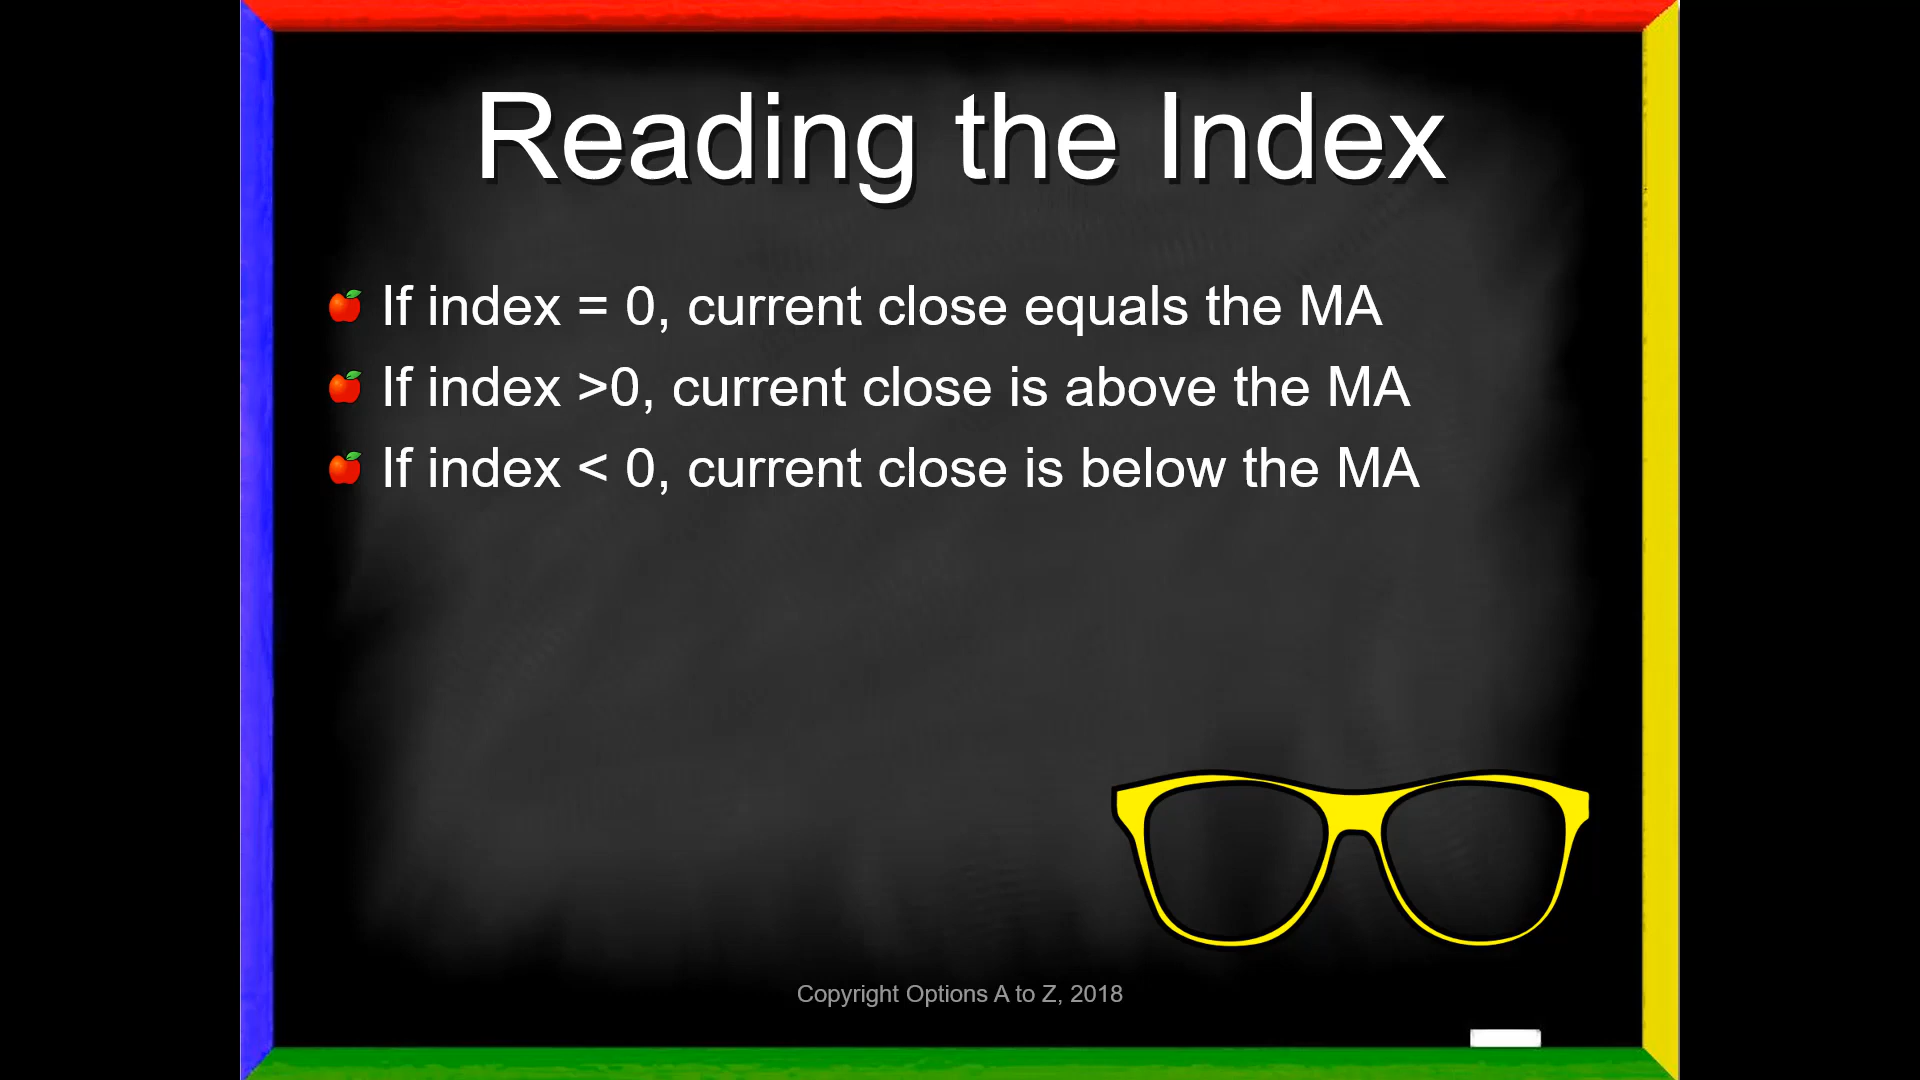 Reading the Index
If index = 0, current close equals the MA
If index >0, current close is above the MA
If index < 0, current close is below the MA
Copyright Options A to Z, 2018